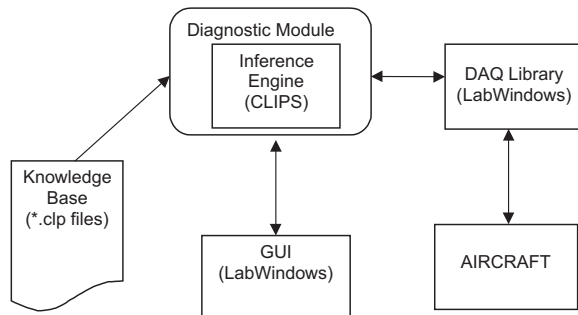 Diagnostic Module
Inference
Engine
(CLIPS)
DAQ Library
(LabWindows)
Knowledge
Base
(*.clp files)
GUI
(LabWindows)
AIRCRAFT